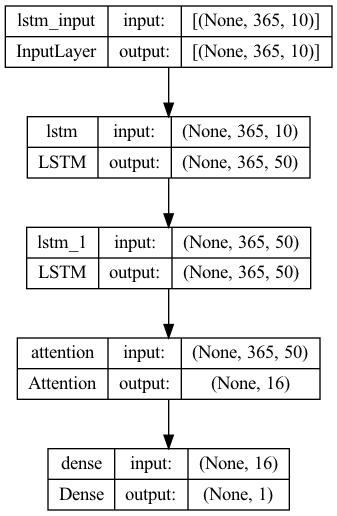 lstm_input input: [(None, 365, 10)]
InputLayer output: [(None, 365, 10)]
lstm input: (None, 365, 10)
LSTM output: (None, 365, 50)
lstm_1 input: (None, 365, 50)
LSTM output: (None, 365, 50)
attention input: (None, 365, 50)
Attention output: (None, 16)
dense input: (None, 16)
Dense output: (None, 1)